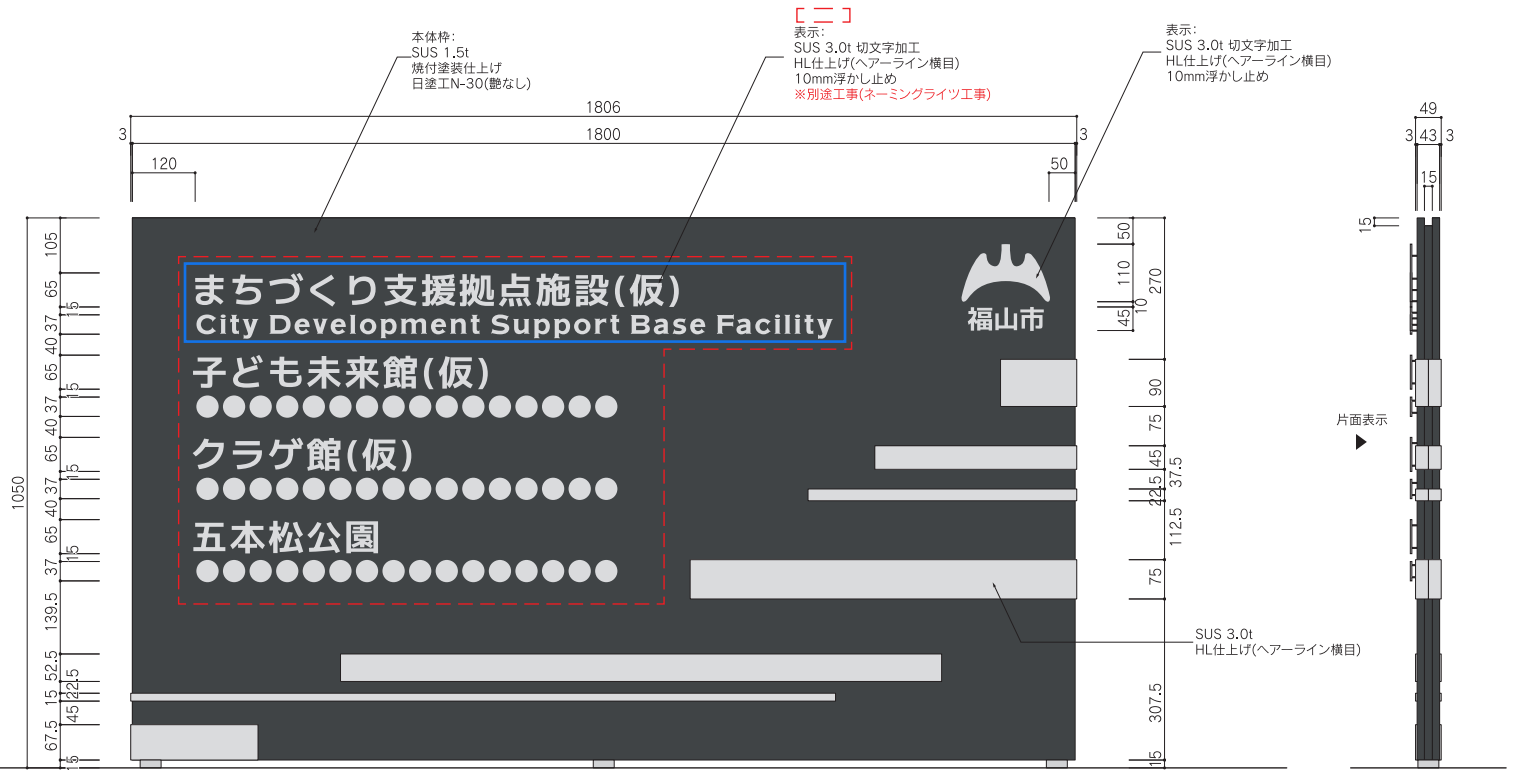 本体枠:
SUS 1.5t
焼付塗装仕上げ
日塗工N-30(艶なし)
表示:
SUS 3.0t 切文字加工
HL仕上げ(ヘアーライン横目)
10mm浮かし止め
※別途工事(ネーミングライツ工事)
表示:
SUS 3.0t 切文字加工
HL仕上げ(ヘアーライン横目)
10mm浮かし止め
1806
3
1800
3
120
50
49
3
43
3
15
15
1050
105
65
15
37
40
65
15
37
40
65
15
37
40
65
15
37
139.5
52.5
22.5
15
45
67.5
15
まちづくり支援拠点施設(仮)
City Development Support Base Facility
子ども未来館(仮)
クラゲ館(仮)
五本松公園
福山市
50
110
10
45
270
90
75
45
37.5
22.5
112.5
75
307.5
15
片面表示
SUS 3.0t
HL仕上げ(ヘアーライン横目)